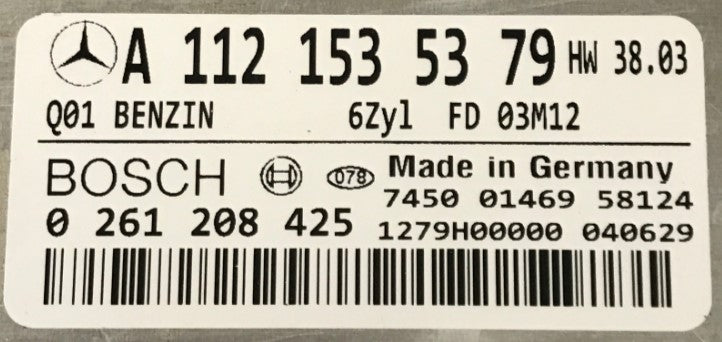 A 112 153 53 79 HW 38.03
Q01 BENZIN 6Zyl FD 03M12
BOSCH 078 Made in Germany
7450 01469 58124
0 261 208 425 1279H00000 040629